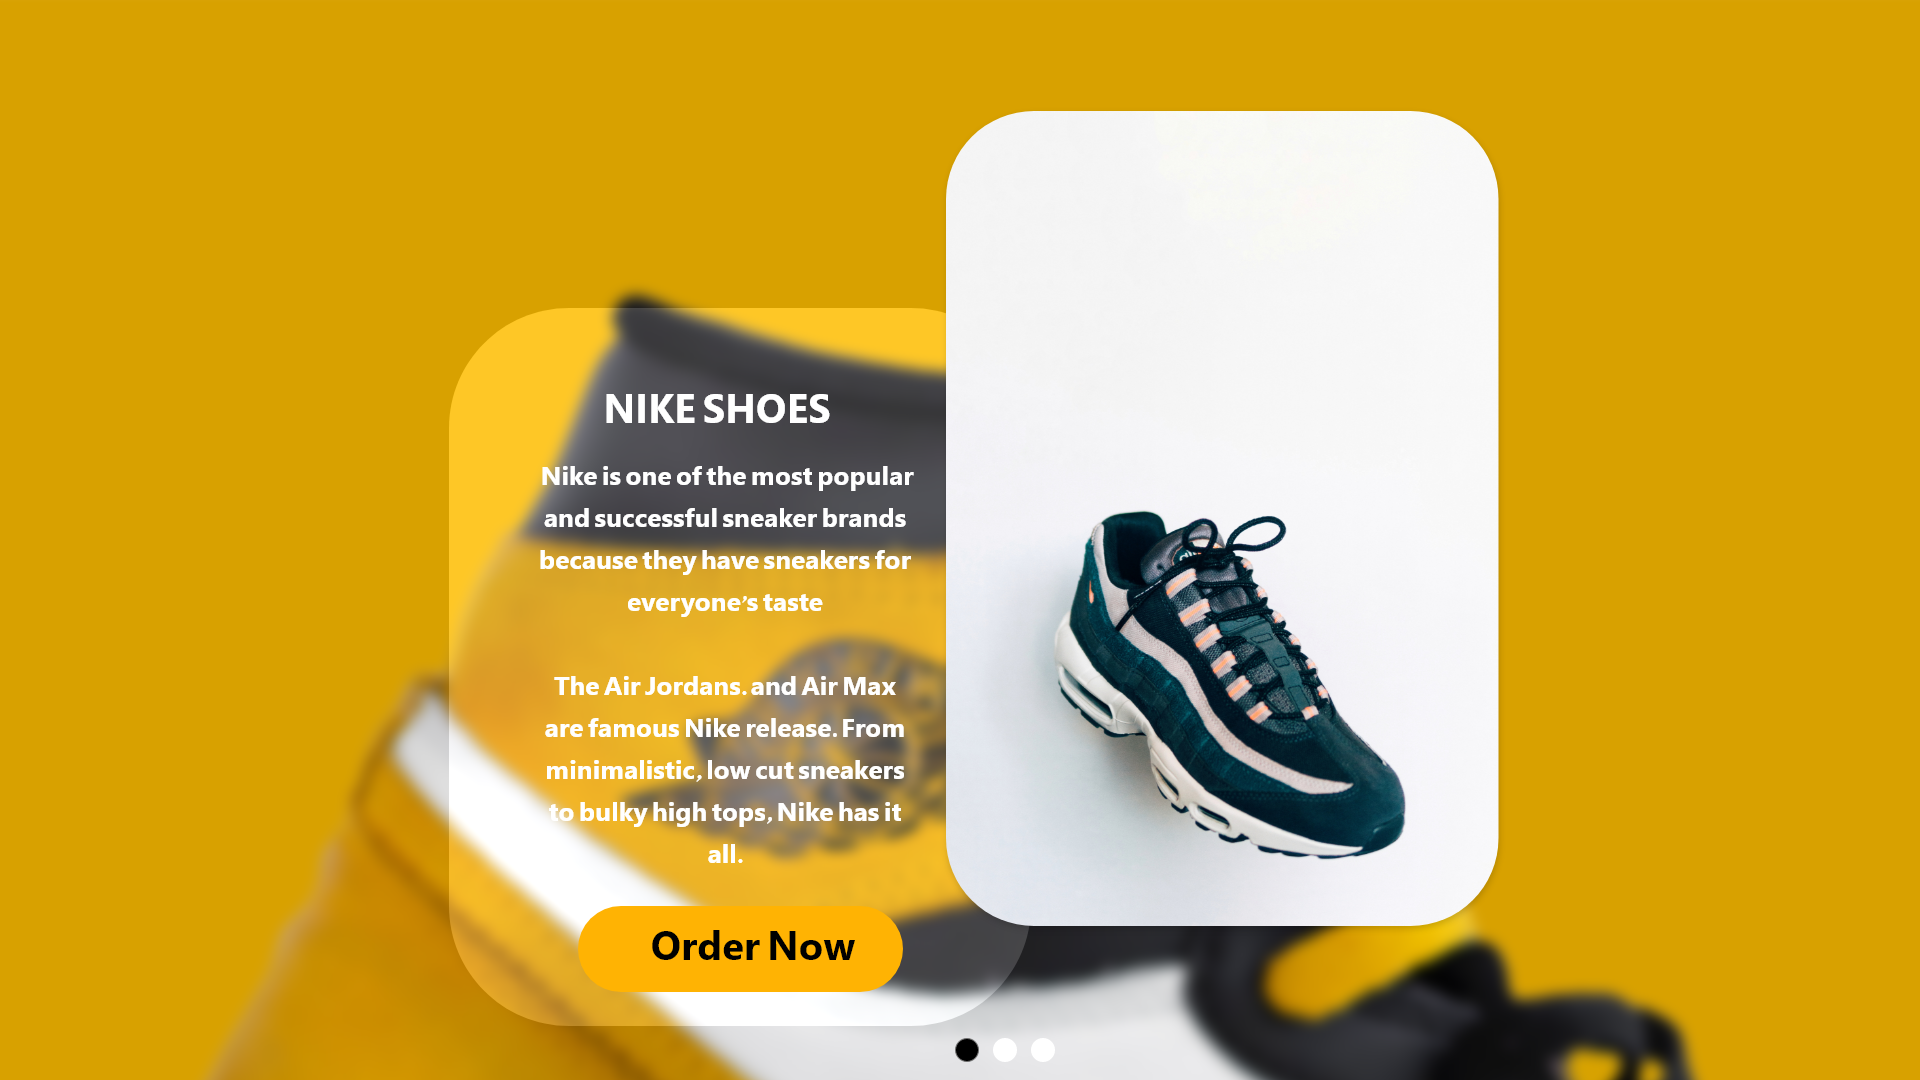 NIKE SHOES
Nike is one of the most popular
and successful sneaker brands
because they have sneakers for
everyone's taste
The Air Jordans. and Air Max
are famous Nike release. From
minimalistic, low cut sneakers
to bulky high tops, Nike has it
all.
Order Now